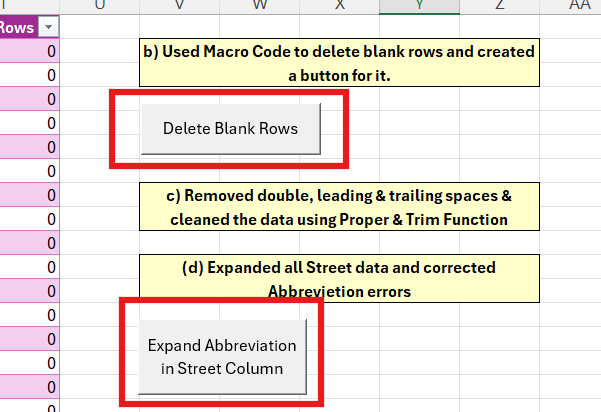 U V W X Y Z AA
Rows
0
b) Used Macro Code to delete blank rows and created
0
a button for it.
0
0
Delete Blank Rows
0
0
0
c) Removed double, leading & trailing spaces &
0
cleaned the data using Proper & Trim Function
0
0
(d) Expanded all Street data and corrected
0
Abbrevietion errors
0
0
Expand Abbreviation
0
in Street Column
0
0